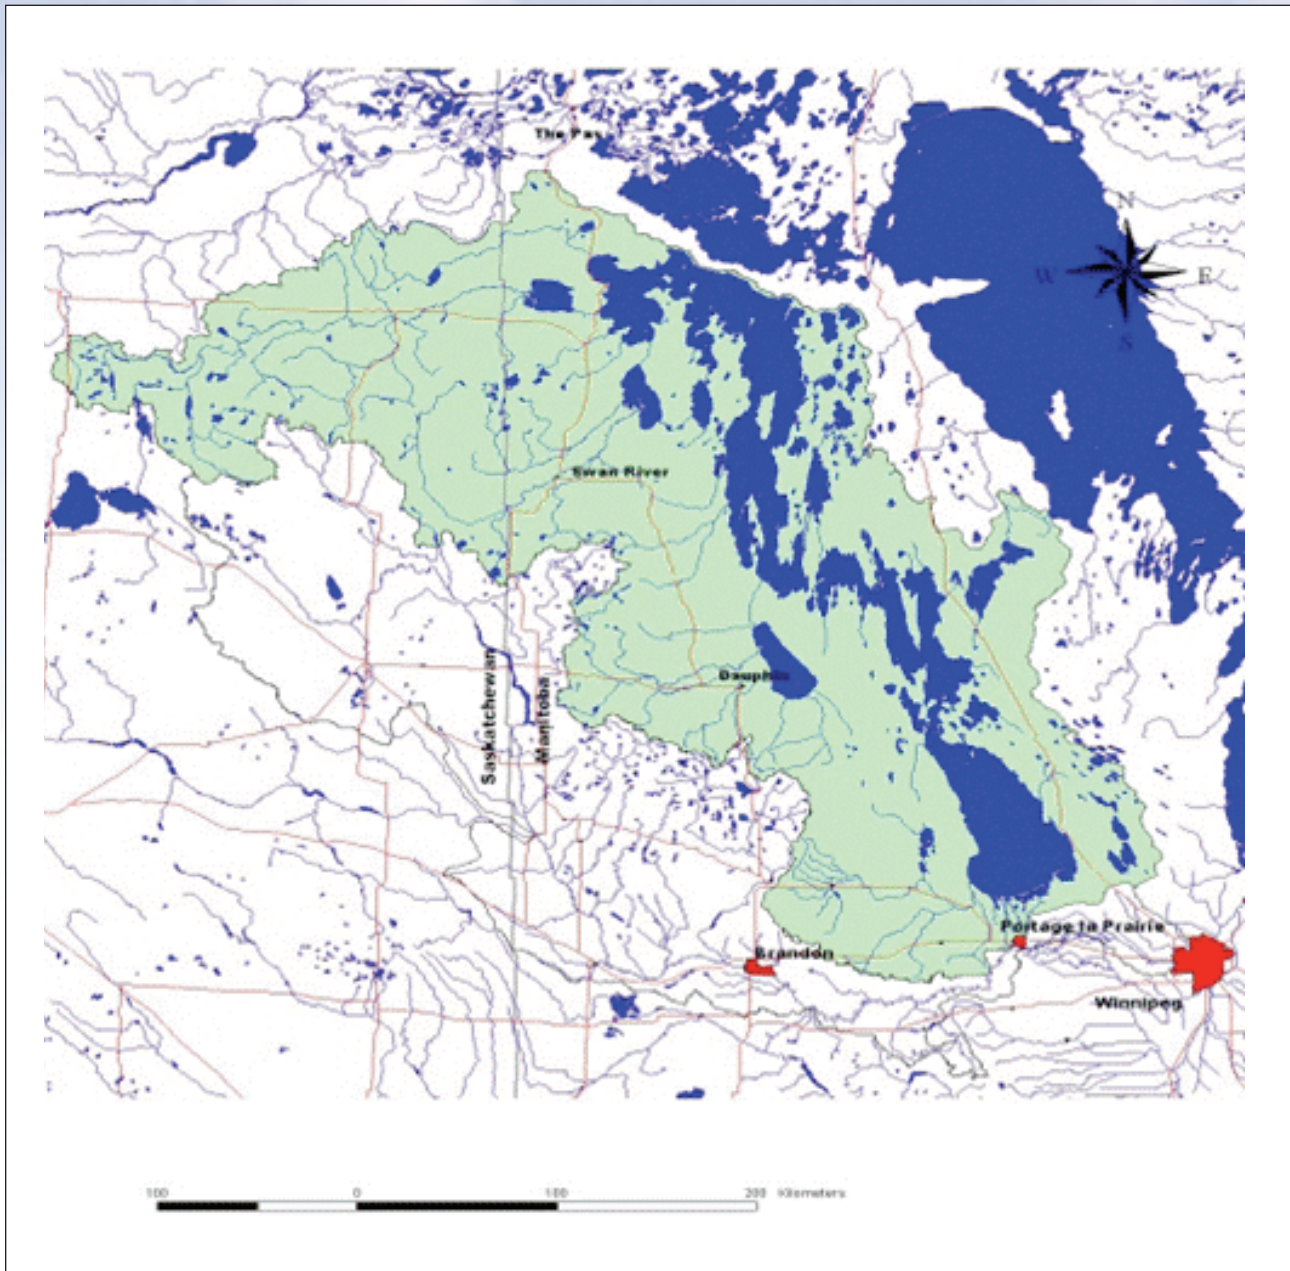 The Pas
N
W
E
S
Swan River
Dauphin
Saskatchewan
Manitoba
Portage la Prairie
Brandon
Winnipeg
100 0 100 200 Kilometers